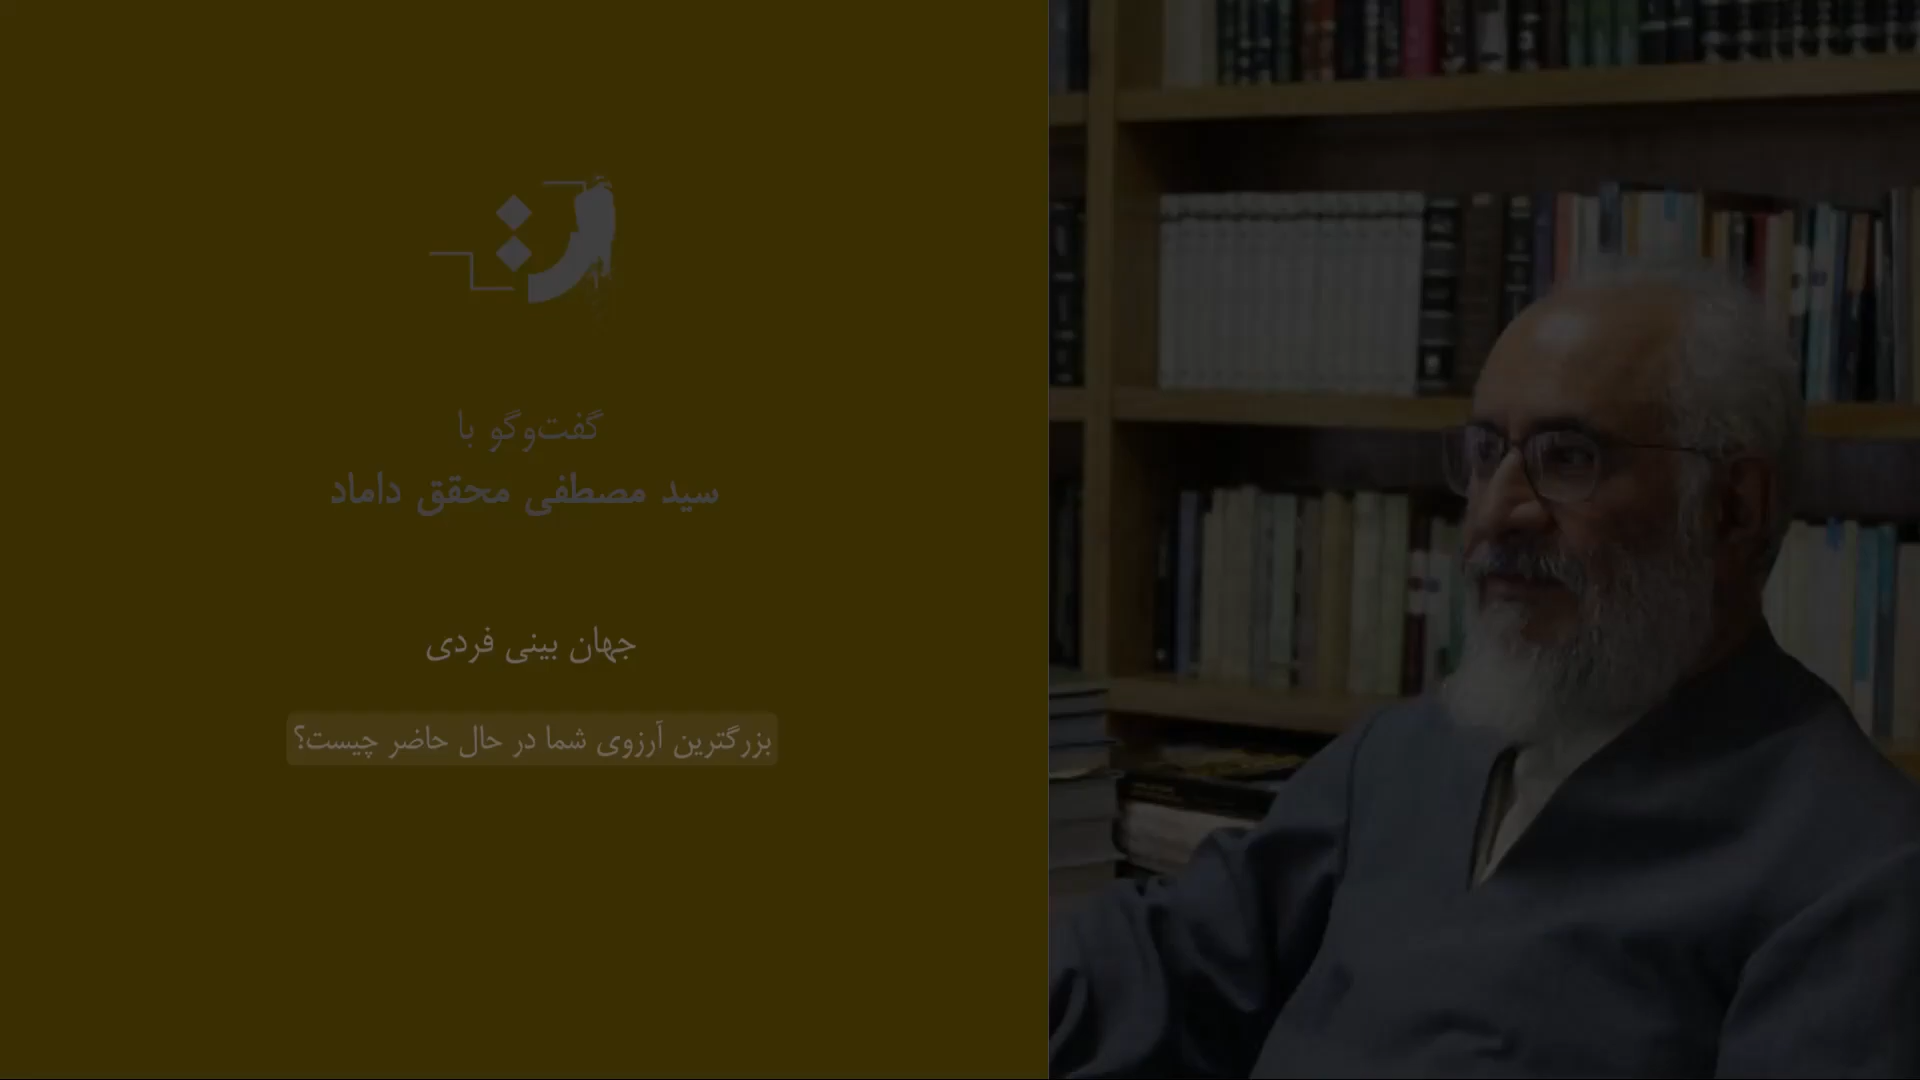 گفت‌وگو با
سید مصطفی محقق داماد
جهان بینی فردی
بزرگترین آرزوی شما در حال حاضر چیست؟